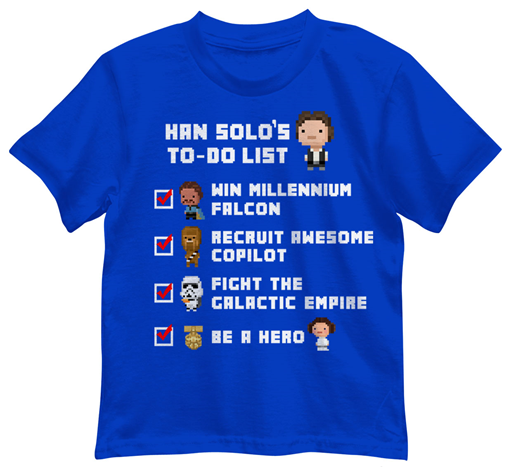 HAN SOLO'S
TO-DO LIST
WIN MILLENNIUM
FALCON
RECRUIT AWESOME
COPILOT
FIGHT THE
GALACTIC EMPIRE
BE A HERO